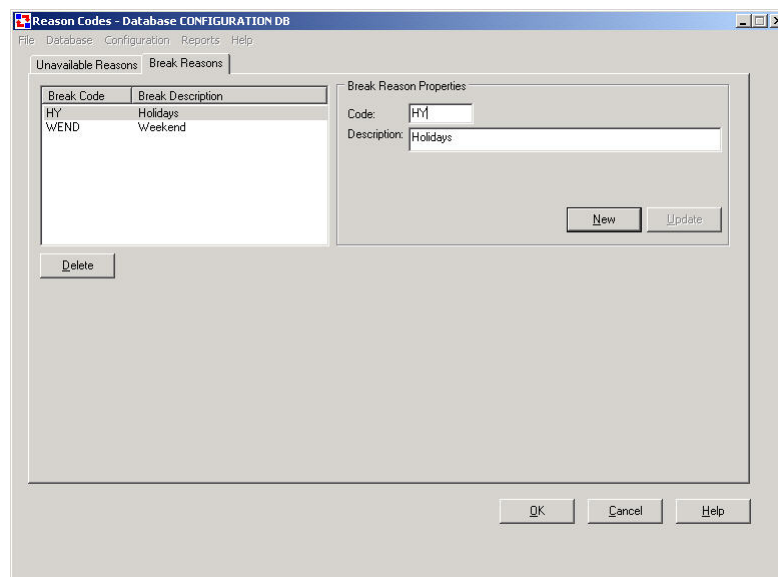 Reason Codes - Database CONFIGURATION DB
File Database Configuration Reports Help
Unavailable Reasons Break Reasons
Break Code Break Description
HY Holidays
WEND Weekend
Delete
Break Reason Properties
Code: HY
Description: Holidays
New Update
OK Cancel Help